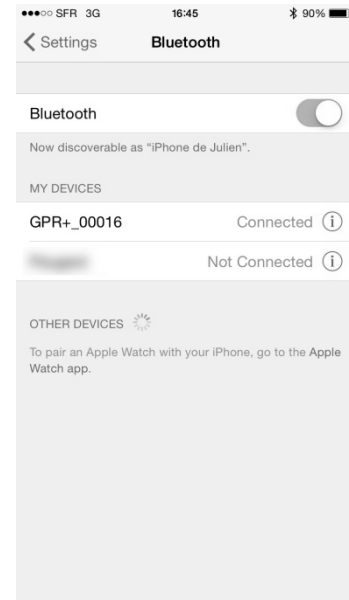 SFR 3G 16:45 90%
Settings Bluetooth
Bluetooth
Now discoverable as “iPhone de Julien”.
MY DEVICES
GPR+_00016 Connected
Not Connected
OTHER DEVICES
To pair an Apple Watch with your iPhone, go to the Apple
Watch app.